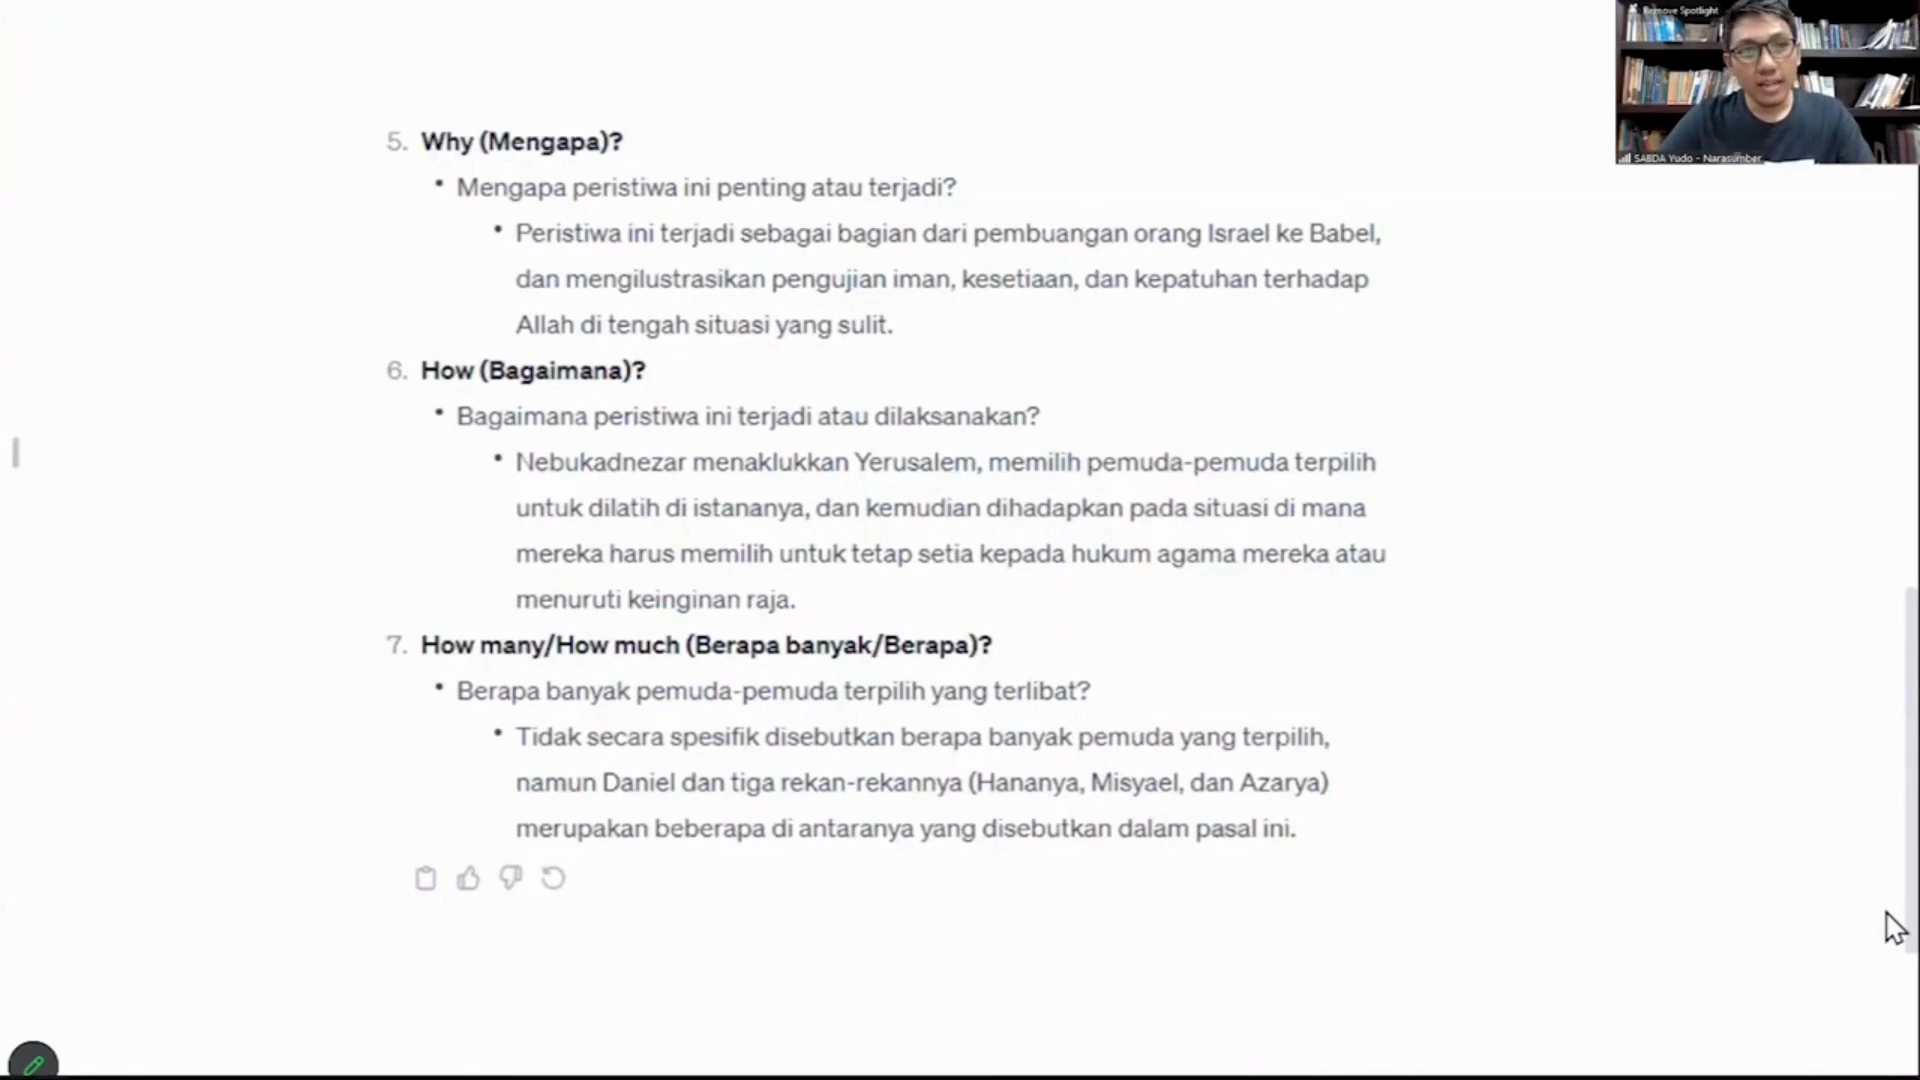 Remove Spotlight
SABDA Yudo - Narasumber
5. Why (Mengapa)?
• Mengapa peristiwa ini penting atau terjadi?
• Peristiwa ini terjadi sebagai bagian dari pembuangan orang Israel ke Babel,
dan mengilustrasikan pengujian iman, kesetiaan, dan kepatuhan terhadap
Allah di tengah situasi yang sulit.
6. How (Bagaimana)?
• Bagaimana peristiwa ini terjadi atau dilaksanakan?
• Nebukadnezar menaklukkan Yerusalem, memilih pemuda-pemuda terpilih
untuk dilatih di istananya, dan kemudian dihadapkan pada situasi di mana
mereka harus memilih untuk tetap setia kepada hukum agama mereka atau
menuruti keinginan raja.
7. How many/How much (Berapa banyak/Berapa)?
• Berapa banyak pemuda-pemuda terpilih yang terlibat?
• Tidak secara spesifik disebutkan berapa banyak pemuda yang terpilih,
namun Daniel dan tiga rekan-rekannya (Hananya, Misyael, dan Azarya)
merupakan beberapa di antaranya yang disebutkan dalam pasal ini.